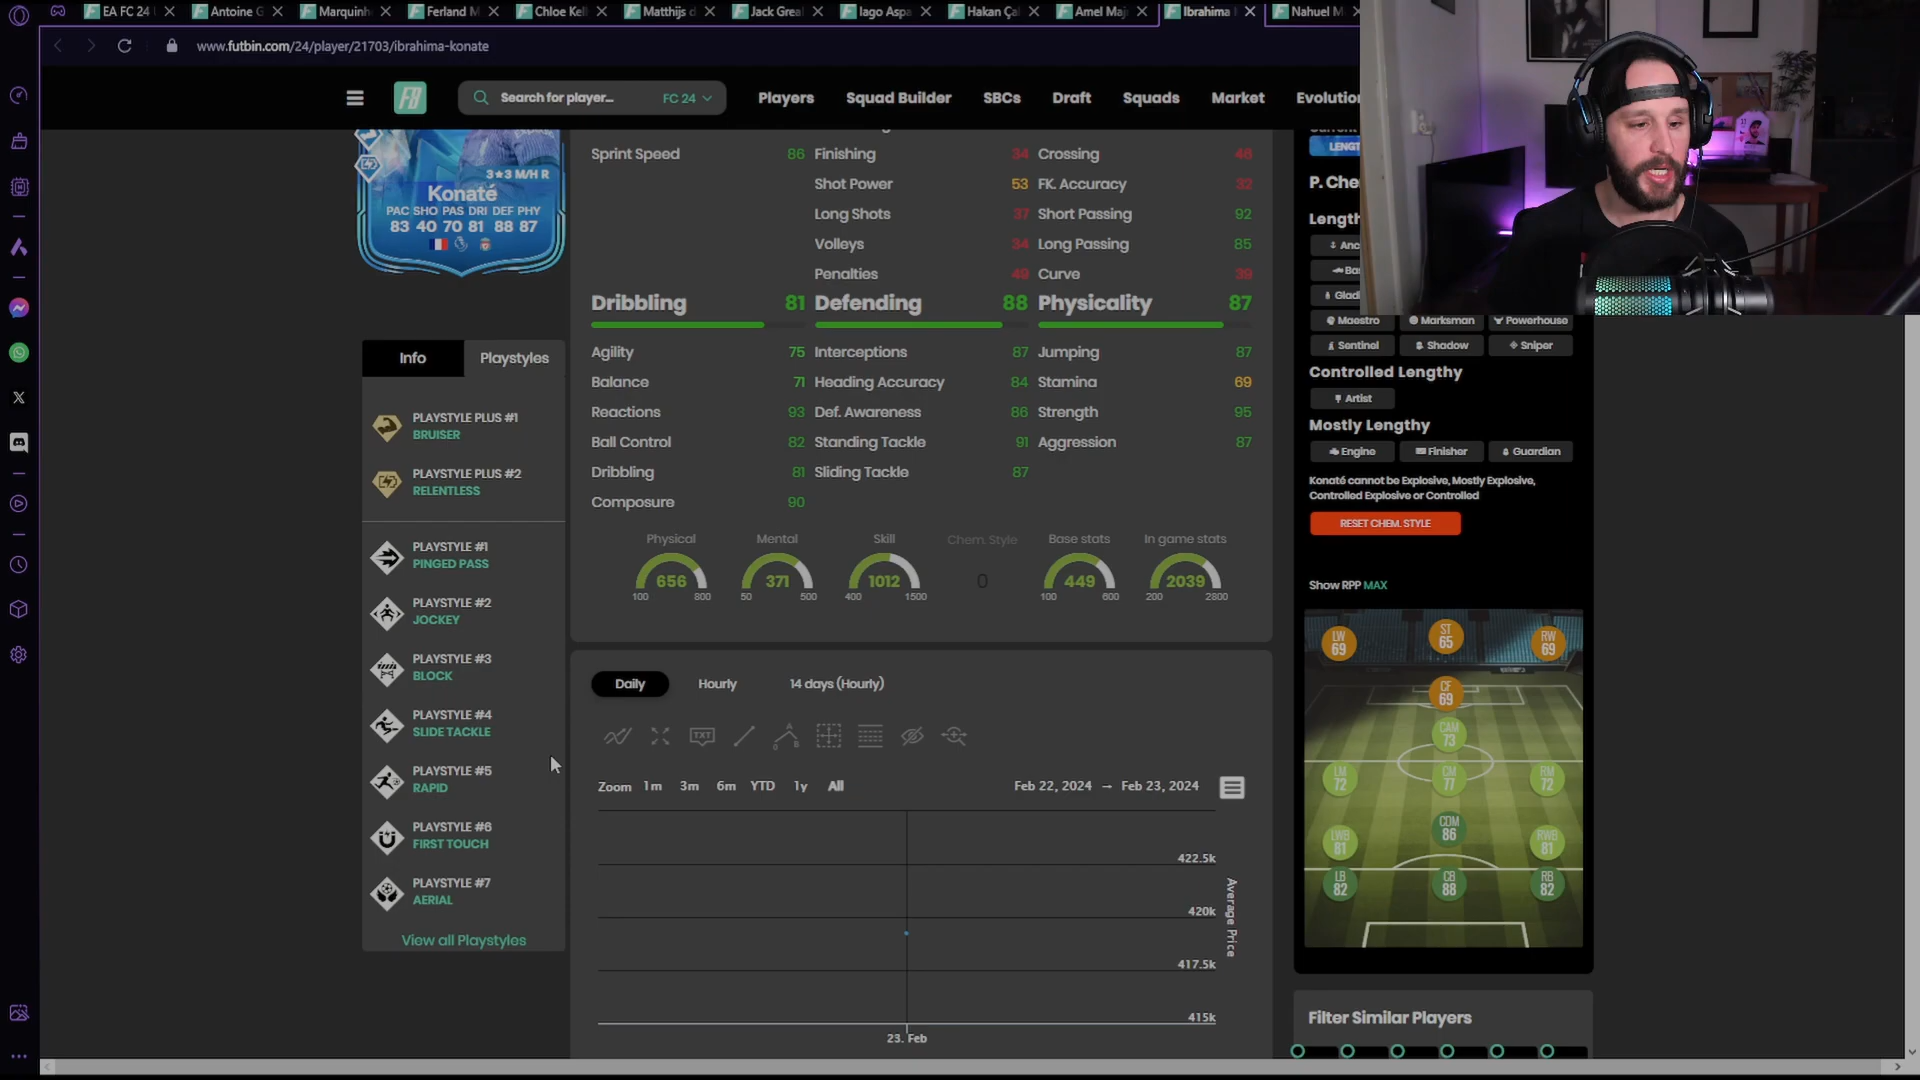 EA FC 24
Antoine G
Marquinh
Ferland M
Chloe Kel
Matthijs d
Jack Grea
Iago Aspa
Hakan Çal
Amel Maj
Ibrahima
Nahuel M
www.futbin.com/24/player/21703/ibrahima-konate
FB
Search for player...
FC 24
Players
Squad Builder
SBCs
Draft
Squads
Market
Evolution
3★3 M/H R
Konaté
PAC SHO PAS DRI DEF PHY
83 40 70 81 88 87
Sprint Speed 86
Finishing 34
Crossing 46
Shot Power 53
FK. Accuracy 32
Long Shots 37
Short Passing 92
Volleys 34
Long Passing 85
Penalties 49
Curve 39
Dribbling 81
Defending 88
Physicality 87
Agility 75
Interceptions 87
Jumping 87
Balance 71
Heading Accuracy 84
Stamina 69
Reactions 93
Def. Awareness 86
Strength 95
Ball Control 82
Standing Tackle 91
Aggression 87
Dribbling 81
Sliding Tackle 87
Composure 90
Physical
Mental
Skill
Chem. Style
Base stats
In game stats
656
371
1012
0
449
2039
100 800
50 500
400 1500
100 600
200 2800
Info
Playstyles
PLAYSTYLE PLUS #1
BRUISER
PLAYSTYLE PLUS #2
RELENTLESS
PLAYSTYLE #1
PINGED PASS
PLAYSTYLE #2
JOCKEY
PLAYSTYLE #3
BLOCK
PLAYSTYLE #4
SLIDE TACKLE
PLAYSTYLE #5
RAPID
PLAYSTYLE #6
FIRST TOUCH
PLAYSTYLE #7
AERIAL
View all Playstyles
Daily
Hourly
14 days (Hourly)
TXT
Zoom 1m 3m 6m YTD 1y All
Feb 22, 2024 → Feb 23, 2024
422.5k
420k
417.5k
415k
Average Price
23. Feb
LENGT
P. Che
Length
Anc
Bas
Gladi
Maestro
Marksman
Powerhouse
Sentinel
Shadow
Sniper
Controlled Lengthy
Artist
Mostly Lengthy
Engine
Finisher
Guardian
Konaté cannot be Explosive, Mostly Explosive,
Controlled Explosive or Controlled
RESET CHEM. STYLE
Show RPP MAX
LW 69
ST 65
RW 69
CF 69
CAM 73
LM 72
CM 77
RM 72
CDM 86
LWB 81
RWB 81
LB 82
CB 88
RB 82
Filter Similar Players